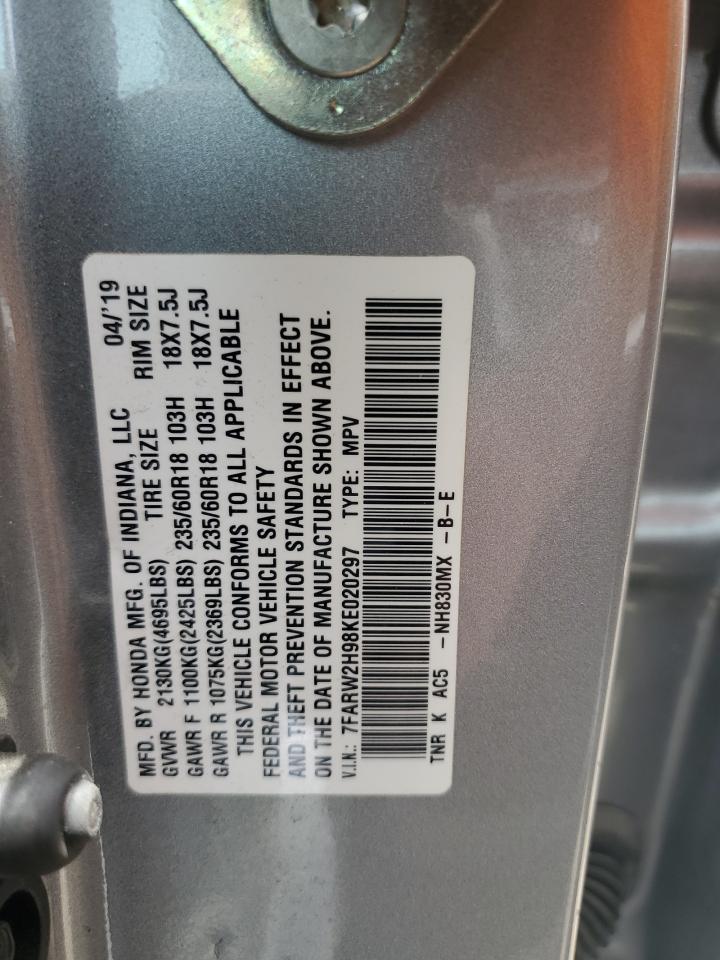 MFD. BY HONDA MFG. OF INDIANA, LLC 04/'19
GVWR 2130KG(4695LBS) TIRE SIZE RIM SIZE
GAWR F 1100KG(2425LBS) 235/60R18 103H 18X7.5J
GAWR R 1075KG(2369LBS) 235/60R18 103H 18X7.5J
THIS VEHICLE CONFORMS TO ALL APPLICABLE
FEDERAL MOTOR VEHICLE SAFETY
AND THEFT PREVENTION STANDARDS IN EFFECT
ON THE DATE OF MANUFACTURE SHOWN ABOVE.
V.I.N.: 7FARW2H98KE020297 TYPE: MPV
TNR K AC5 -NH830MX -B-E